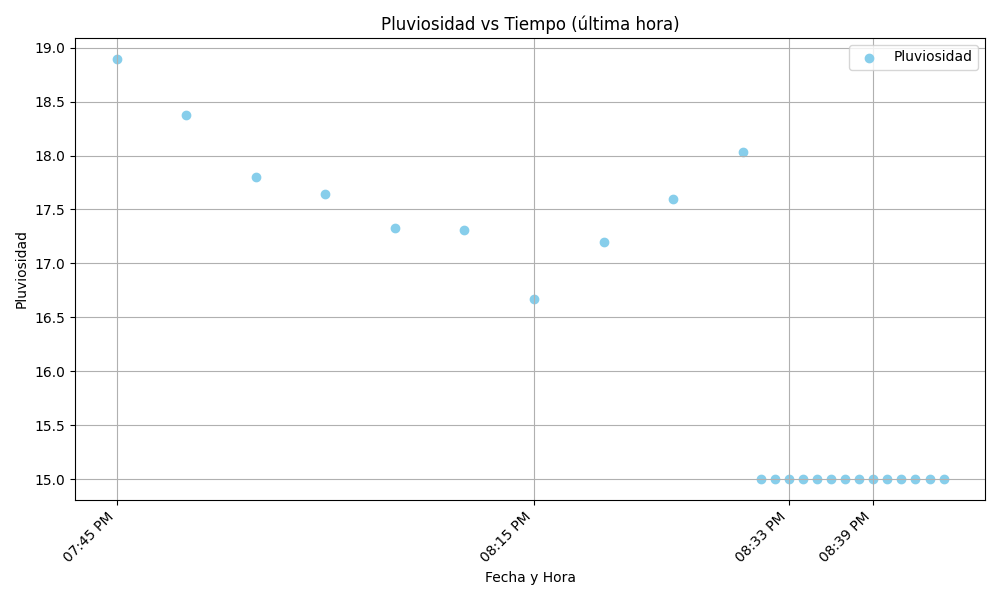 Pluviosidad vs Tiempo (última hora)
Pluviosidad
19.0
18.5
18.0
17.5
17.0
16.5
16.0
15.5
15.0
Pluviosidad
07:45 PM
08:15 PM
08:33 PM
08:39 PM
Fecha y Hora